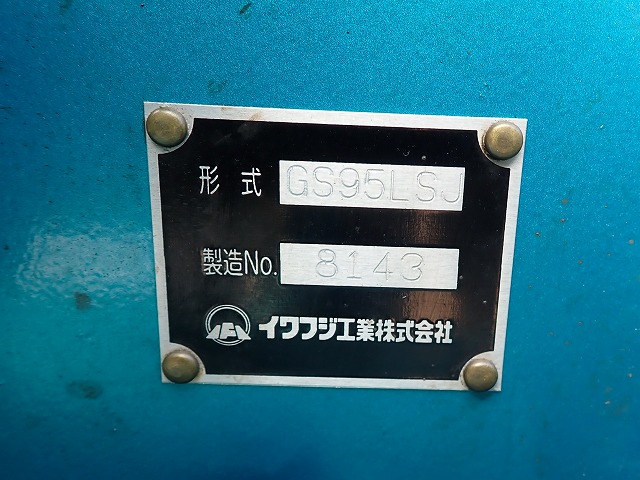 形式 GS95LSJ
製造No. 8143
イワフジ工業株式会社